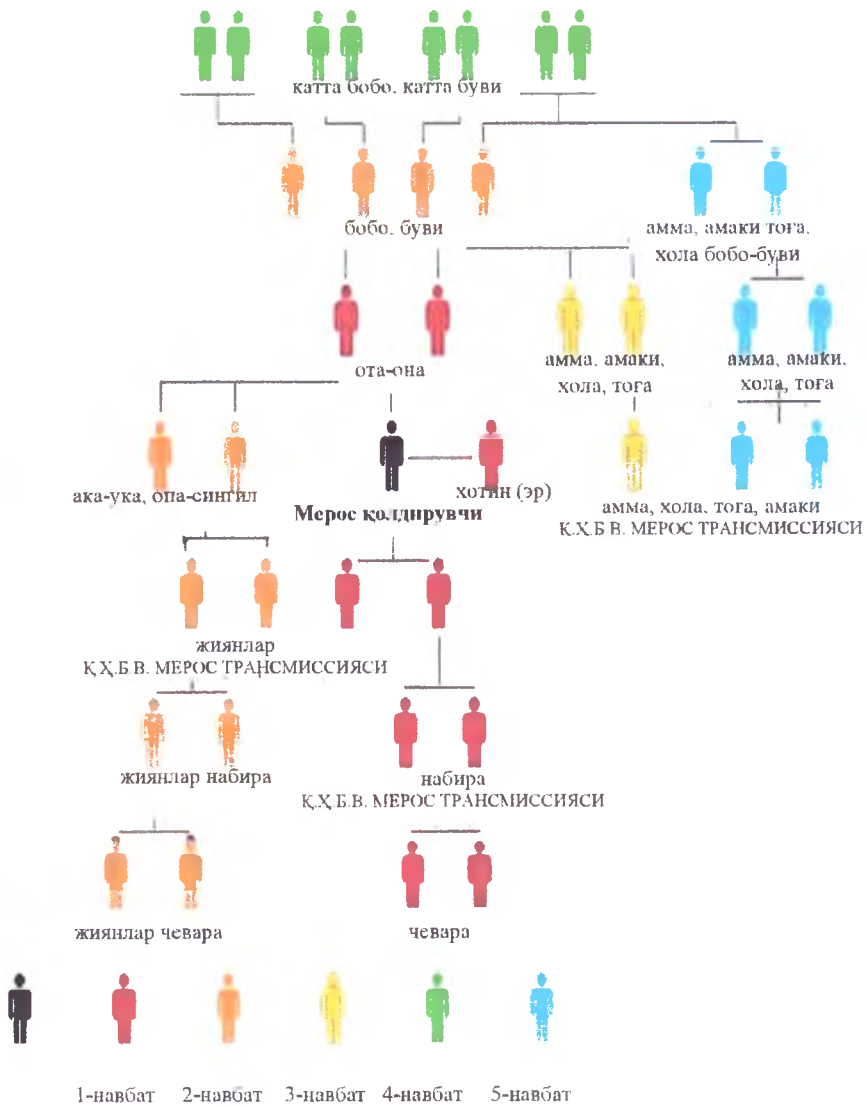 катта бобо, катта буви
бобо, буви
амма, амаки тоға,
хола бобо-буви
ота-она
амма, амаки,
хола, тоға
амма, амаки,
хола, тоға
ака-ука, опа-сингил
хотин (эр)
Мерос қолдирувчи
амма, хола, тоға, амаки
Қ.Ҳ.Б В. МЕРОС ТРАНСМИССИЯСИ
жиянлар
Қ.Ҳ.Б.В. МЕРОС ТРАНСМИССИЯСИ
жиянлар набира
набира
Қ.Ҳ.Б.В. МЕРОС ТРАНСМИССИЯСИ
жиянлар чевара
чевара
1-навбат 2-навбат 3-навбат 4-навбат 5-навбат